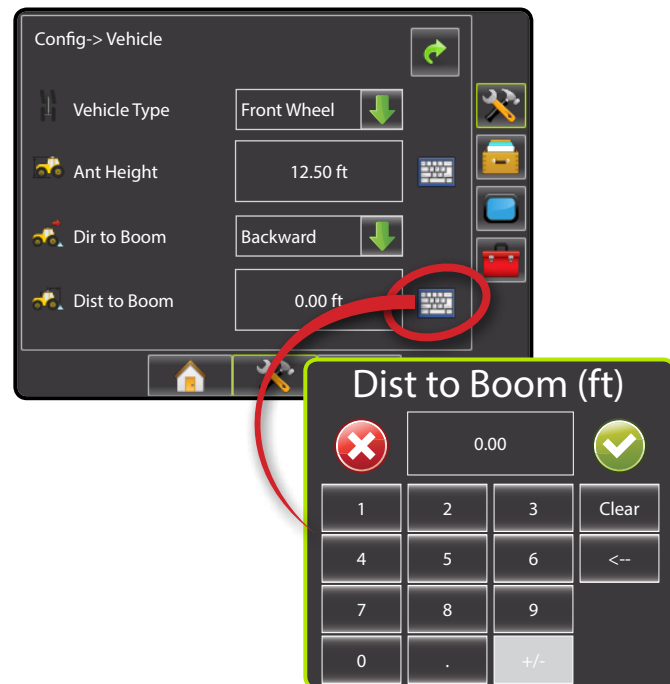 Config-> Vehicle
Vehicle Type Front Wheel
Ant Height 12.50 ft
Dir to Boom Backward
Dist to Boom 0.00 ft
Dist to Boom (ft)
0.00
1 2 3 Clear
4 5 6 <--
7 8 9
0 . +/-